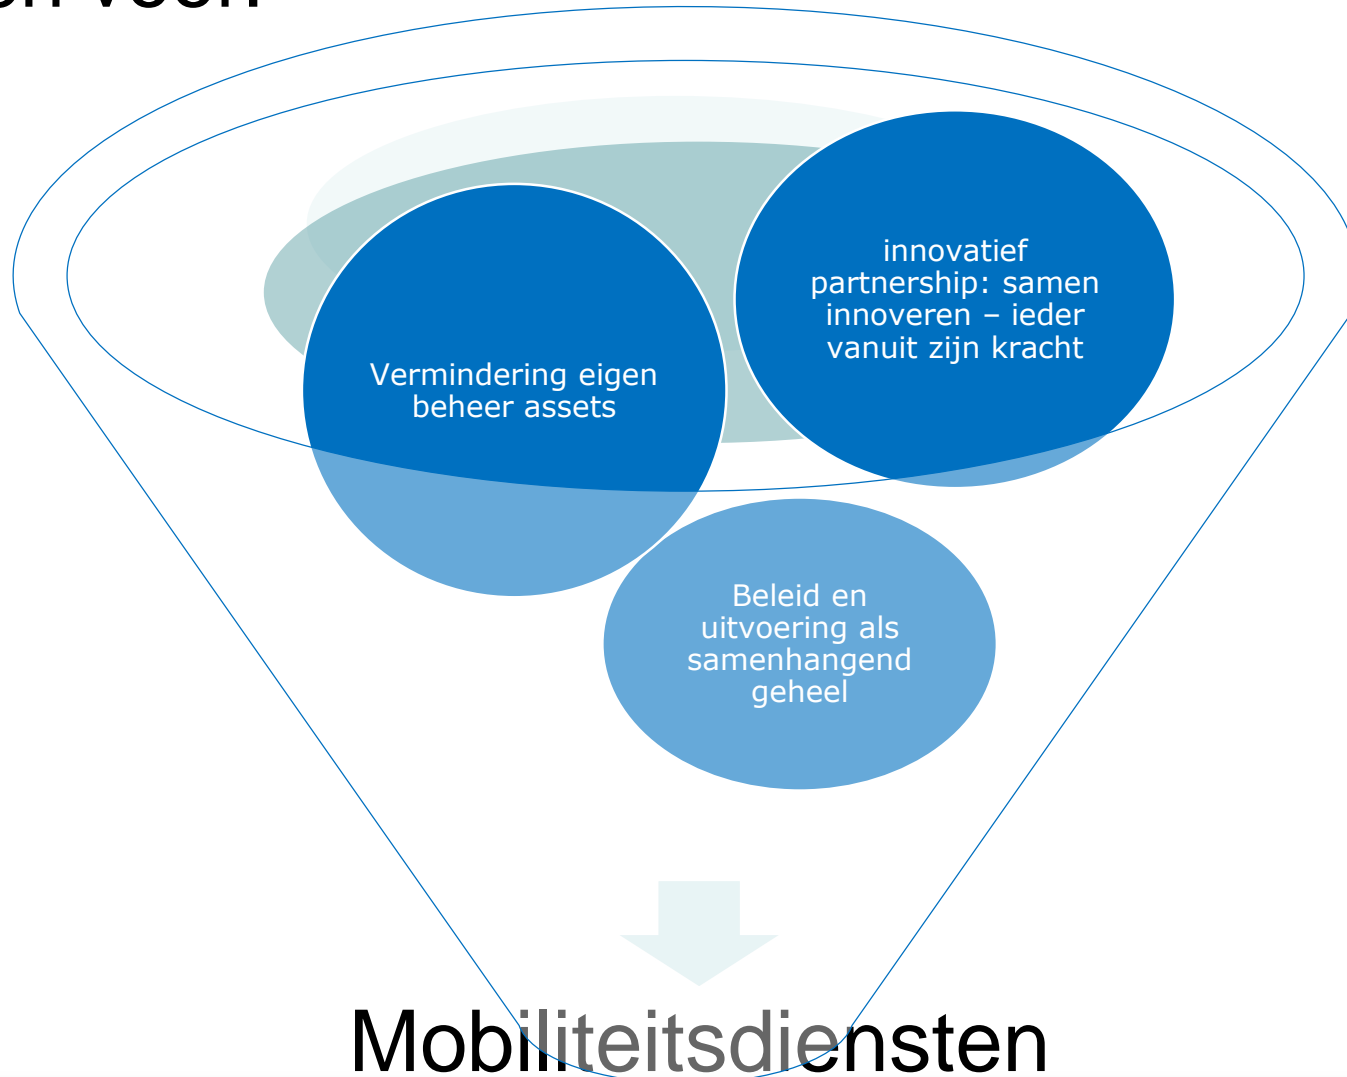 innovatief
partnership: samen
innoveren – ieder
vanuit zijn kracht
Vermindering eigen
beheer assets
Beleid en
uitvoering als
samenhangend
geheel
Mobiliteitsdiensten